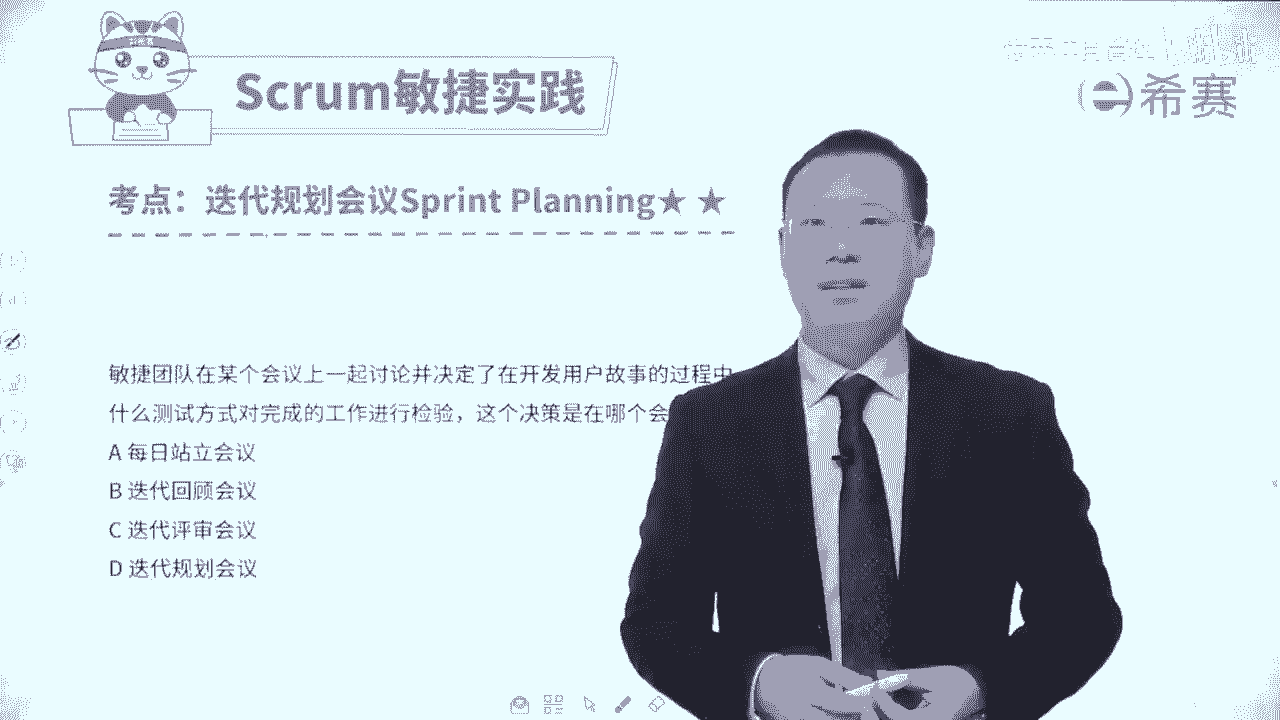 Scrum敏捷实践
希赛
考点：迭代规划会议Sprint Planning★ ★
敏捷团队在某个会议上一起讨论并决定了在开发用户故事的过程中
什么测试方式对完成的工作进行检验，这个决策是在哪个会
A 每日站立会议
B 迭代回顾会议
C 迭代评审会议
D 迭代规划会议